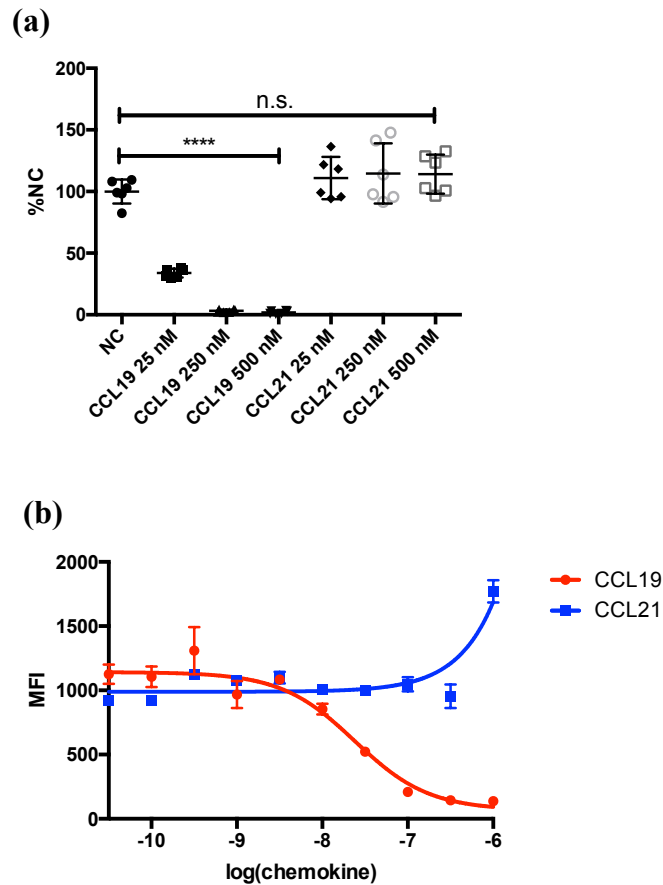 (a)
200
150
100
50
0
%NC
n.s.
****
NC
CCL19 25 nM
CCL19 250 nM
CCL19 500 nM
CCL21 25 nM
CCL21 250 nM
CCL21 500 nM
(b)
2000
1500
1000
500
0
MFI
-10
-9
-8
-7
-6
log(chemokine)
CCL19
CCL21